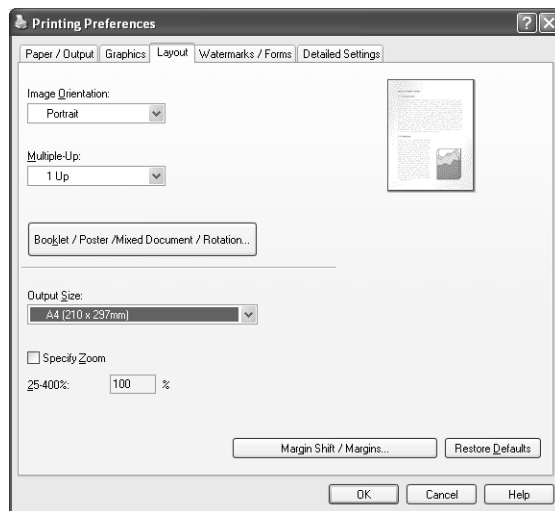 Printing Preferences
Paper / Output Graphics Layout Watermarks / Forms Detailed Settings
Image Orientation:
Portrait
Multiple-Up:
1 Up
Booklet / Poster /Mixed Document / Rotation...
Output Size:
A4 (210 x 297mm)
Specify Zoom
25-400%: 100 %
Margin Shift / Margins... Restore Defaults
OK Cancel Help